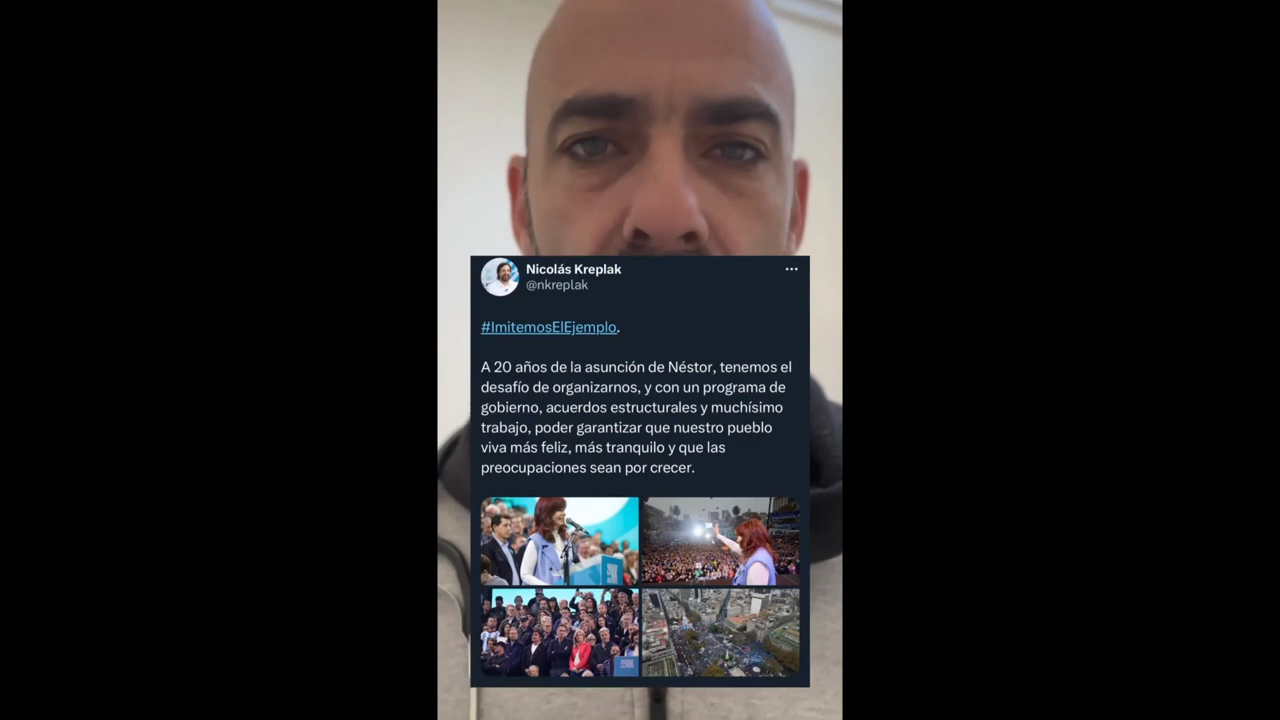 Nicolás Kreplak
@nkreplak
#ImitemosElEjemplo.
A 20 años de la asunción de Néstor, tenemos el
desafío de organizarnos, y con un programa de
gobierno, acuerdos estructurales y muchísimo
trabajo, poder garantizar que nuestro pueblo
viva más feliz, más tranquilo y que las
preocupaciones sean por crecer.